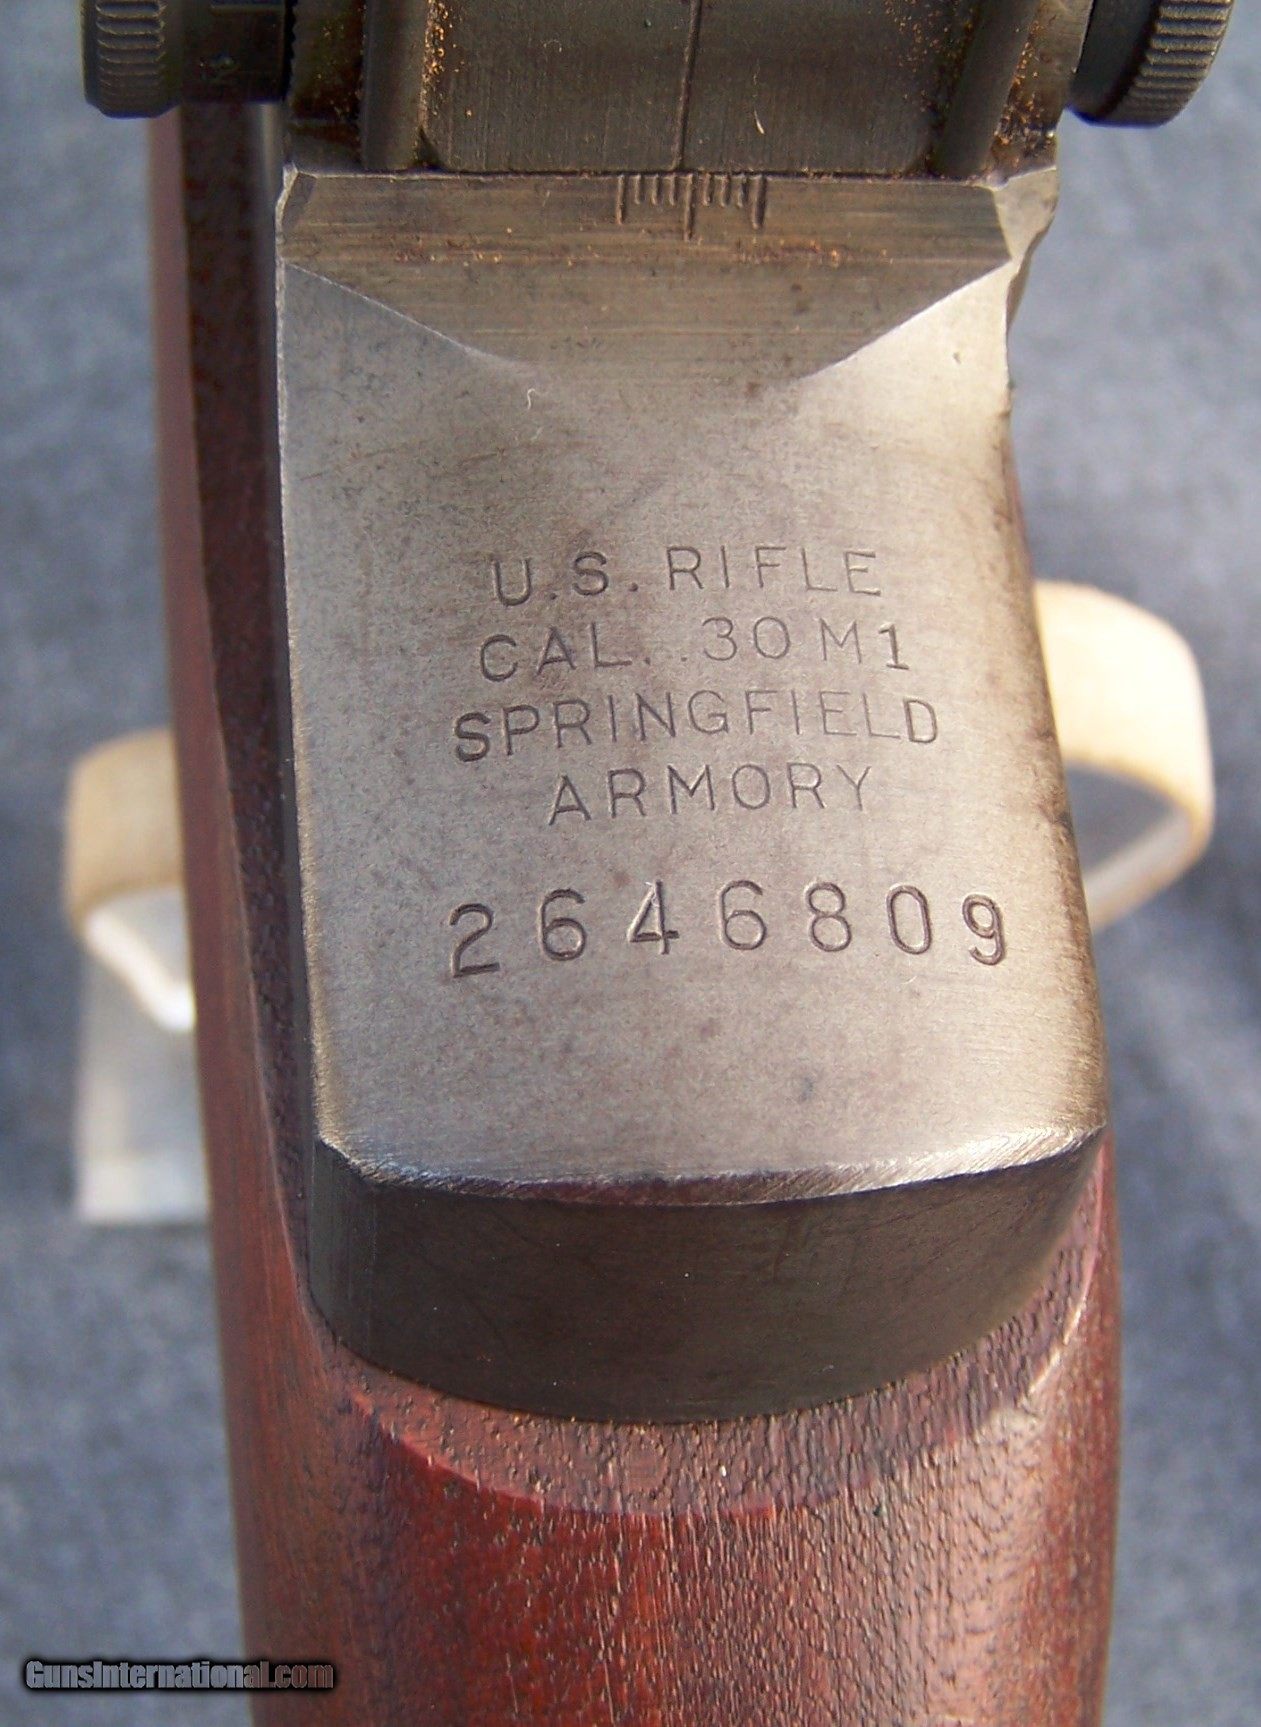 U.S. RIFLE
CAL. .30 M1
SPRINGFIELD
ARMORY
2646809
GunsInternational.com